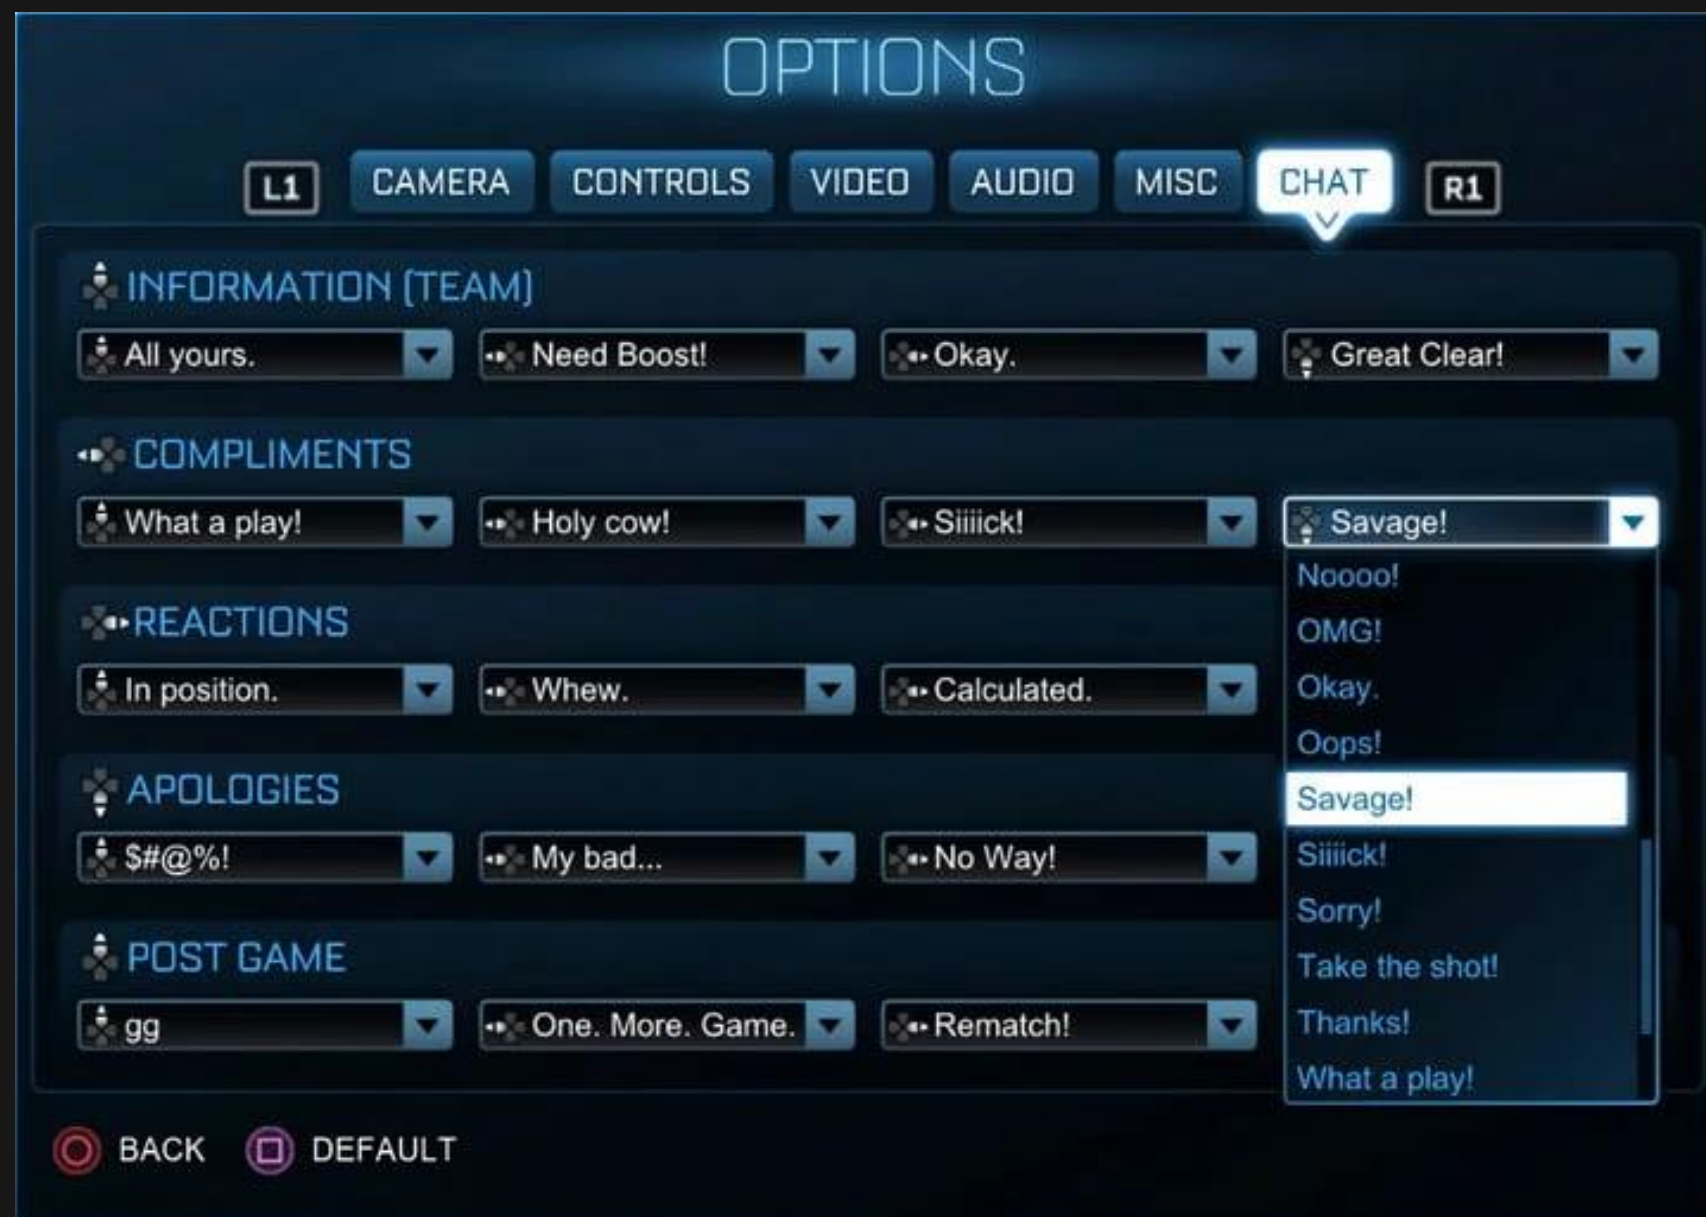 OPTIONS
L1 CAMERA CONTROLS VIDEO AUDIO MISC CHAT R1
INFORMATION (TEAM)
All yours. Need Boost! Okay. Great Clear!
COMPLIMENTS
What a play! Holy cow! Siiiick! Savage!
Noooo!
REACTIONS OMG!
In position. Whew. Calculated. Okay.
Oops!
APOLOGIES Savage!
$#@%! My bad... No Way! Siiiick!
Sorry!
POST GAME Take the shot!
gg One. More. Game. Rematch! Thanks!
What a play!
BACK DEFAULT